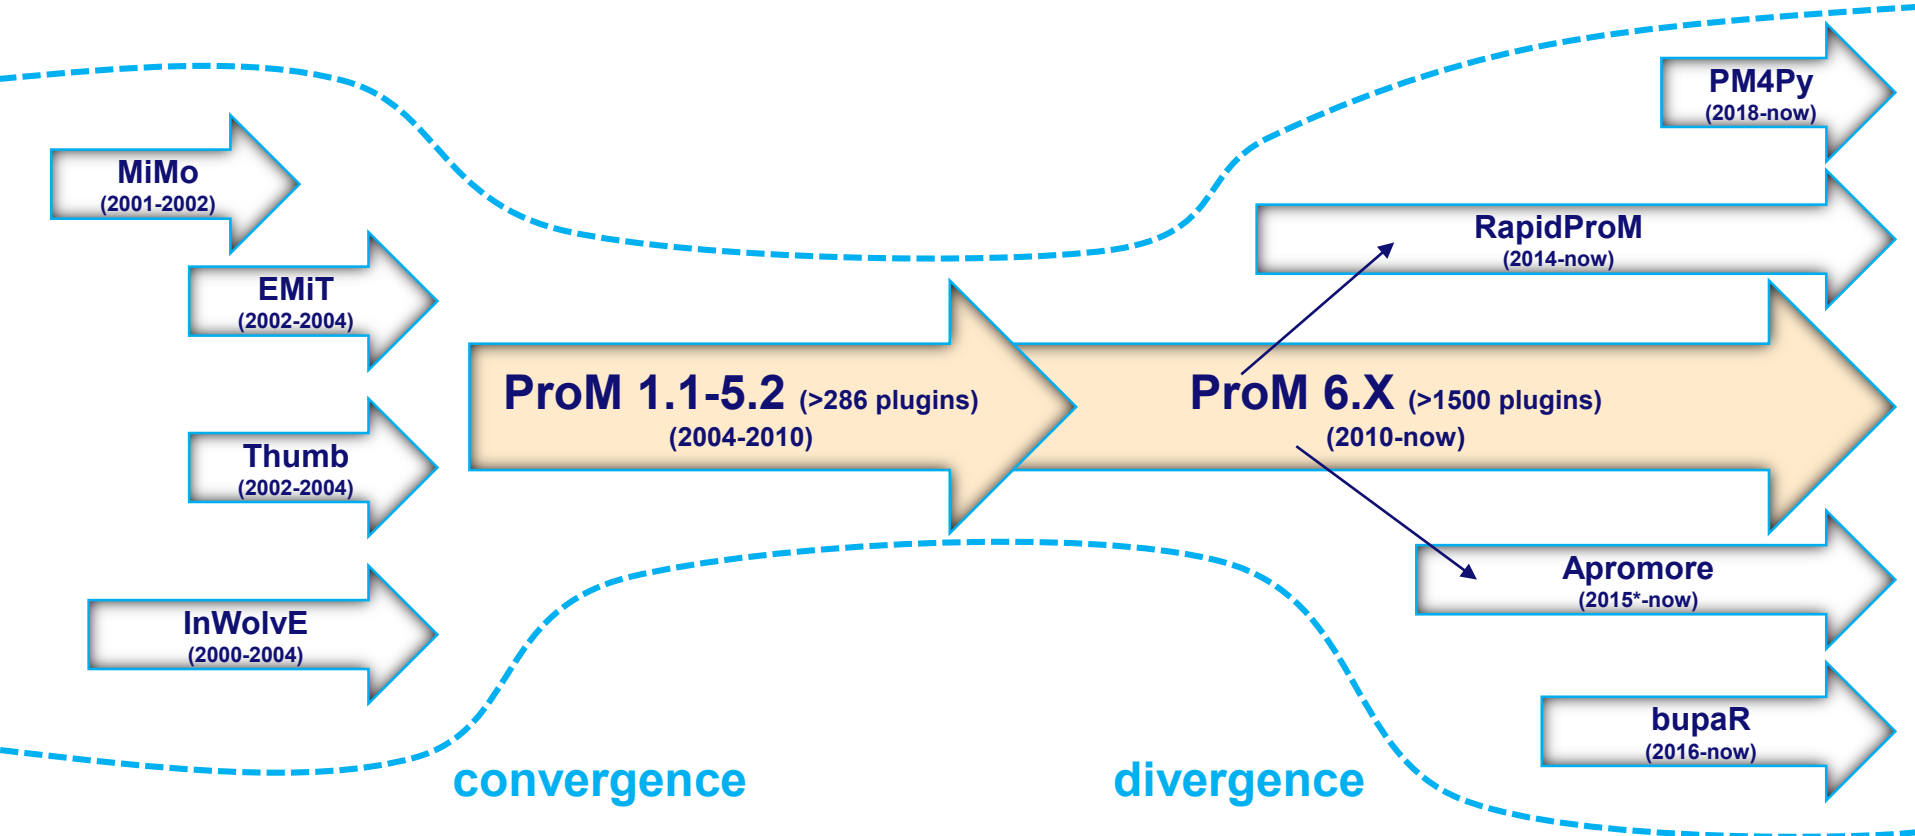 MiMo
(2001-2002)
EMiT
(2002-2004)
Thumb
(2002-2004)
InWolvE
(2000-2004)
ProM 1.1-5.2 (>286 plugins)
(2004-2010)
ProM 6.X (>1500 plugins)
(2010-now)
PM4Py
(2018-now)
RapidProM
(2014-now)
Apromore
(2015*-now)
bupaR
(2016-now)
convergence
divergence